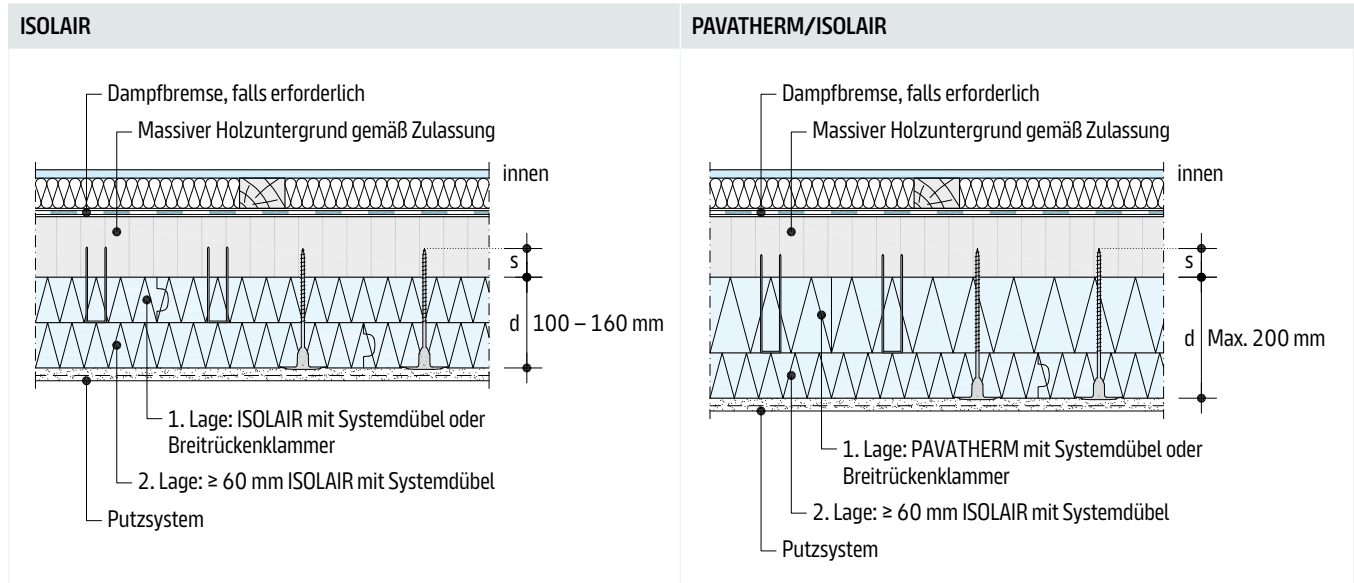 ISOLAIR
Dampfbremse, falls erforderlich
Massiver Holzuntergrund gemäß Zulassung
innen
s
d 100 – 160 mm
1. Lage: ISOLAIR mit Systemdübel oder
Breitrückenklammer
2. Lage: ≥ 60 mm ISOLAIR mit Systemdübel
Putzsystem
PAVATHERM/ISOLAIR
Dampfbremse, falls erforderlich
Massiver Holzuntergrund gemäß Zulassung
innen
s
d Max. 200 mm
1. Lage: PAVATHERM mit Systemdübel oder
Breitrückenklammer
2. Lage: ≥ 60 mm ISOLAIR mit Systemdübel
Putzsystem